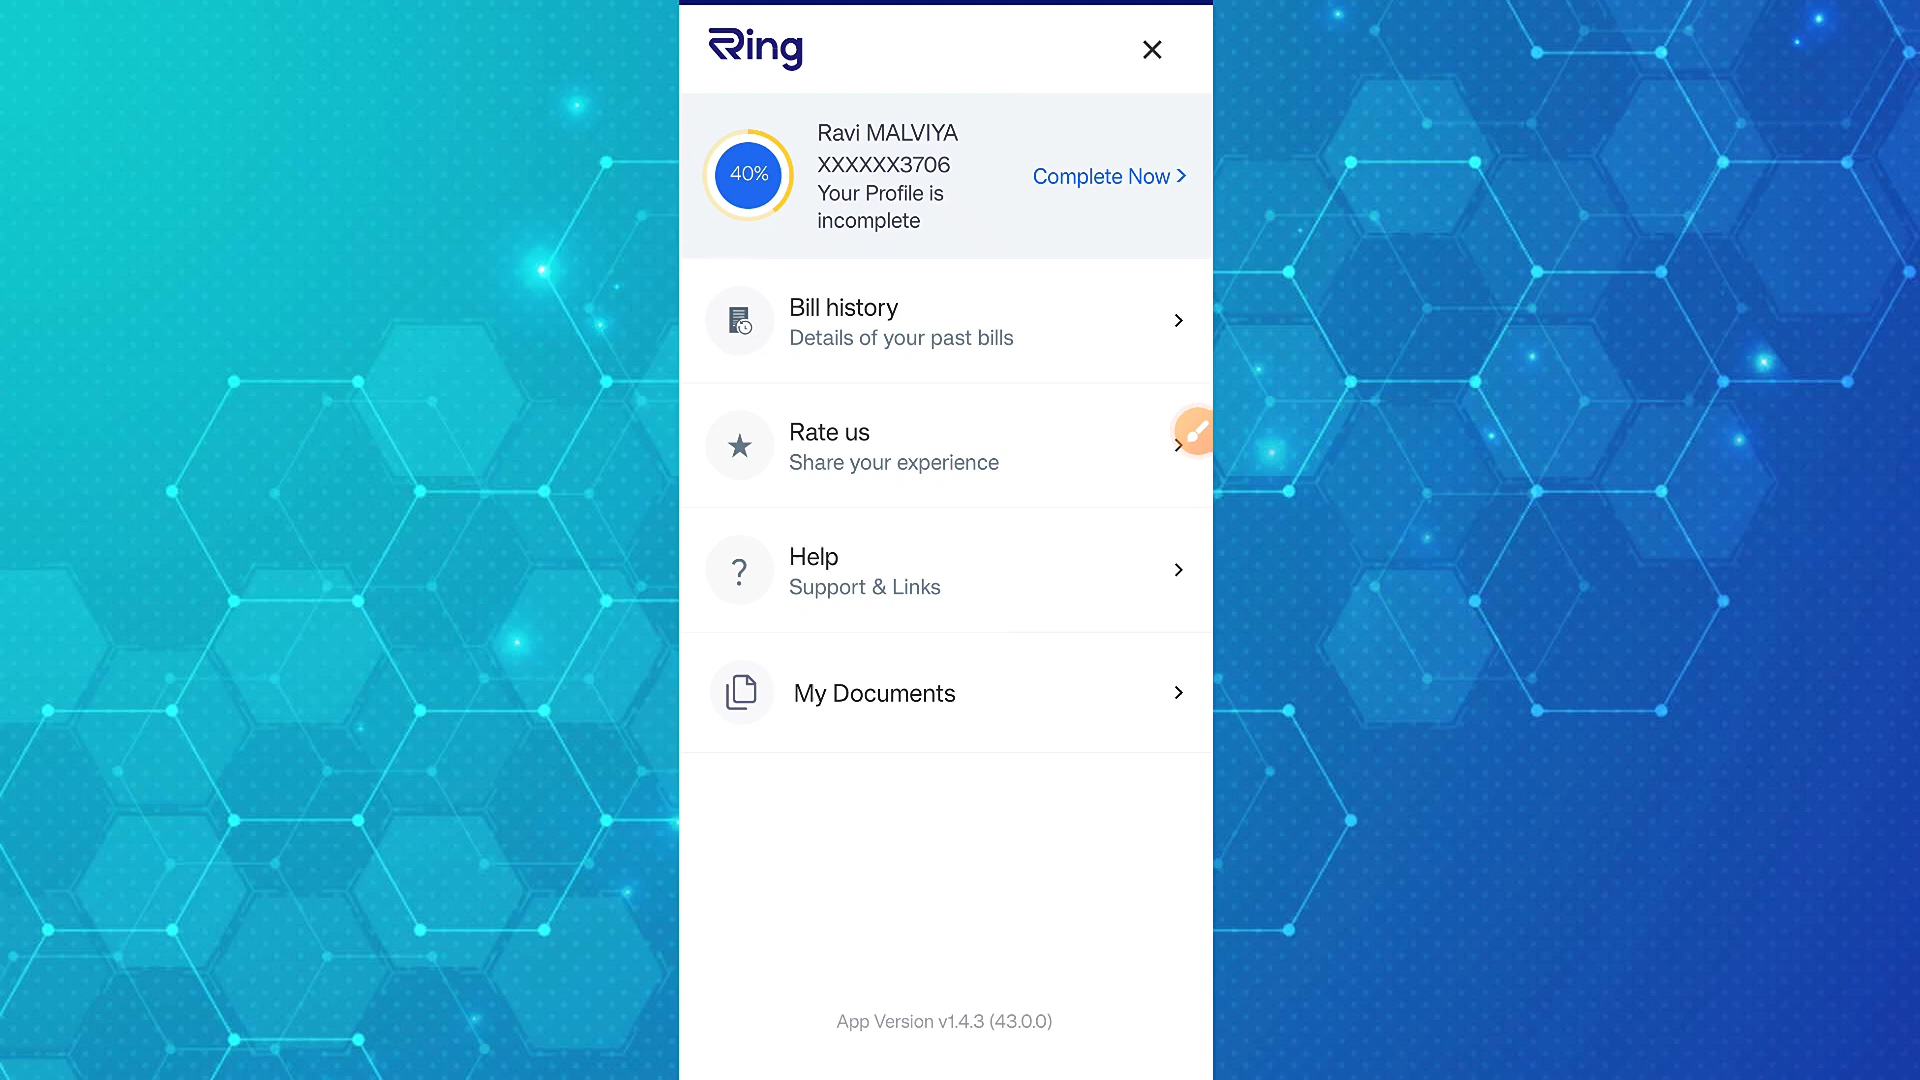 Ring
40%
Ravi MALVIYA
XXXXXX3706
Your Profile is
incomplete
Complete Now
Bill history
Details of your past bills
Rate us
Share your experience
?
Help
Support & Links
My Documents
App Version v1.4.3 (43.0.0)